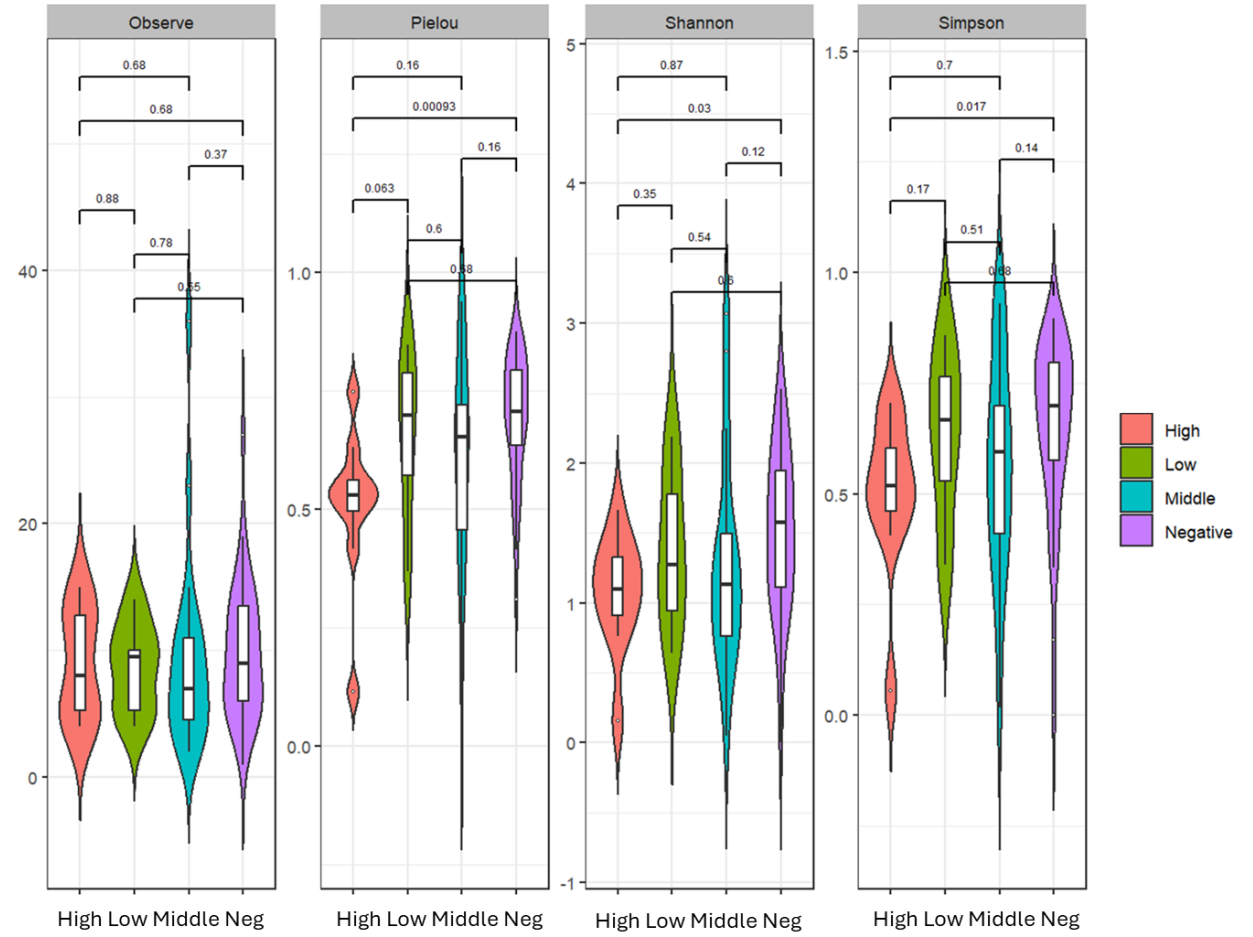 Observe Pielou Shannon Simpson
5
1.5
0.68 0.16 0.87 0.7
0.68 0.00093 0.03 0.017
0.37 0.16 0.12 0.14
4
0.88 0.063 0.35 0.17
0.78 0.6 0.54 0.51
40 1.0 1.0
0.55 0.68 0.6 0.68
3
High
Low
2
Middle
0.5 0.5
20
Negative
1
0.0 0.0
0
0
-1
High Low Middle Neg High Low Middle Neg High Low Middle Neg High Low Middle Neg